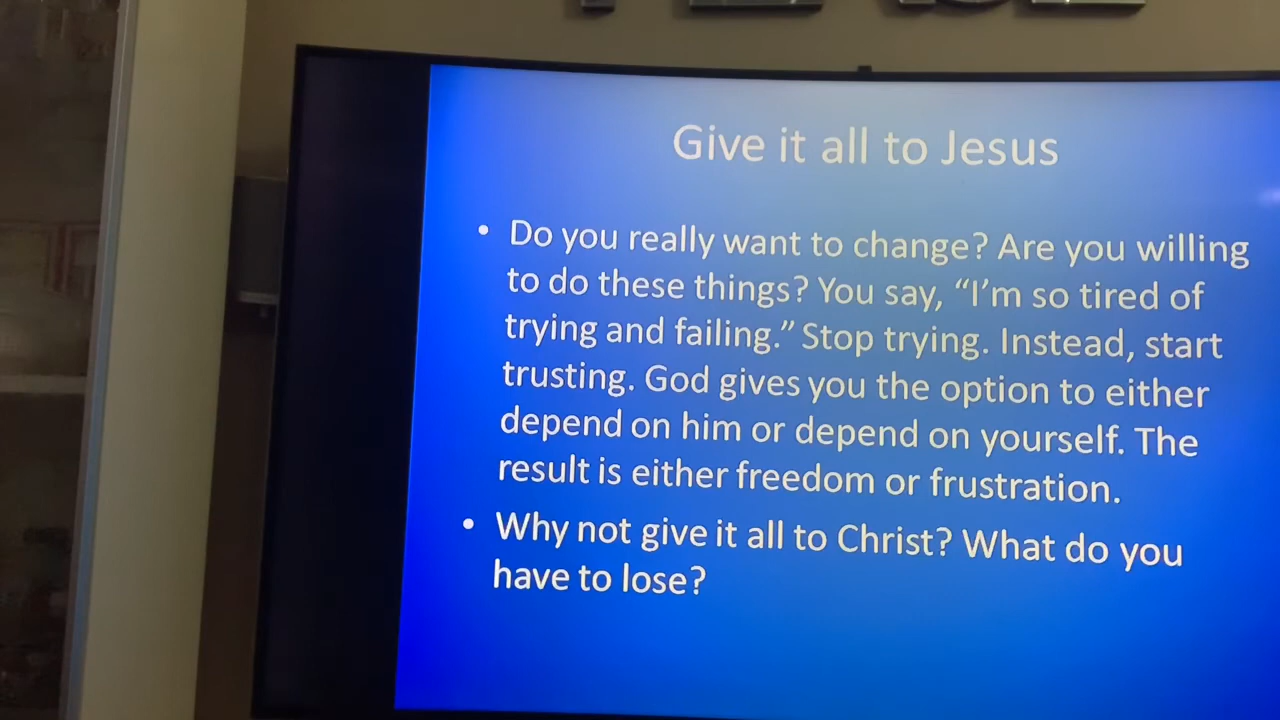 Give it all to Jesus
• Do you really want to change? Are you willing
to do these things? You say, “I’m so tired of
trying and failing.” Stop trying. Instead, start
trusting. God gives you the option to either
depend on him or depend on yourself. The
result is either freedom or frustration.
• Why not give it all to Christ? What do you
have to lose?